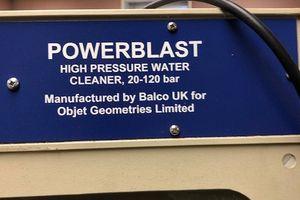 POWERBLAST
HIGH PRESSURE WATER
CLEANER, 20-120 bar
Manufactured by Balco UK for
Objet Geometries Limited